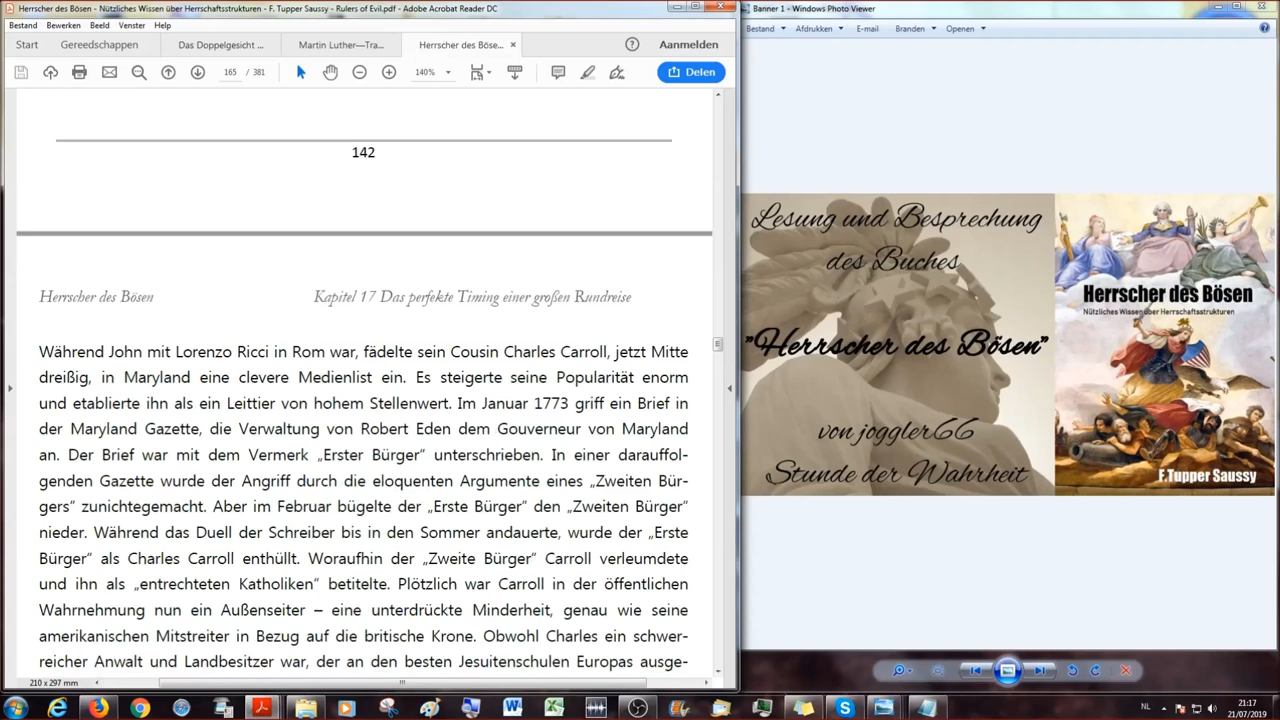 Herrscher des Bösen - Nützliches Wissen über Herrschaftsstrukturen - F. Tupper Saussy - Rulers of Evil.pdf - Adobe Acrobat Reader DC
Bestand Bewerken Beeld Venster Help
Start Gereedschappen Das Doppelgesicht ... Martin Luther—Tra... Herrscher des Böse... × Aanmelden
165 / 381 140% Delen
142
Herrscher des Bösen Kapitel 17 Das perfekte Timing einer großen Rundreise
Während John mit Lorenzo Ricci in Rom war, fädelte sein Cousin Charles Carroll, jetzt Mitte
dreißig, in Maryland eine clevere Medienlist ein. Es steigerte seine Popularität enorm
und etablierte ihn als ein Leittier von hohem Stellenwert. Im Januar 1773 griff ein Brief in
der Maryland Gazette, die Verwaltung von Robert Eden dem Gouverneur von Maryland
an. Der Brief war mit dem Vermerk „Erster Bürger“ unterschrieben. In einer darauffol-
genden Gazette wurde der Angriff durch die eloquenten Argumente eines „Zweiten Bür-
gers“ zunichtegemacht. Aber im Februar bügelte der „Erste Bürger“ den „Zweiten Bürger“
nieder. Während das Duell der Schreiber bis in den Sommer andauerte, wurde der „Erste
Bürger“ als Charles Carroll enthüllt. Woraufhin der „Zweite Bürger“ Carroll verleumdete
und ihn als „entrechteten Katholiken“ betitelte. Plötzlich war Carroll in der öffentlichen
Wahrnehmung nun ein Außenseiter – eine unterdrückte Minderheit, genau wie seine
amerikanischen Mitstreiter in Bezug auf die britische Krone. Obwohl Charles ein schwer-
reicher Anwalt und Landbesitzer war, der an den besten Jesuitenschulen Europas ausge-
210 x 297 mm
Banner 1 - Windows Photo Viewer
Bestand Afdrukken E-mail Branden Openen
Lesung und Besprechung
des Buches
"Herrscher des Bösen"
von joggler66
Stunde der Wahrheit
Herrscher des Bösen
Nützliches Wissen über Herrschaftsstrukturen
F.Tupper Saussy
NL 21:17
21/07/2019